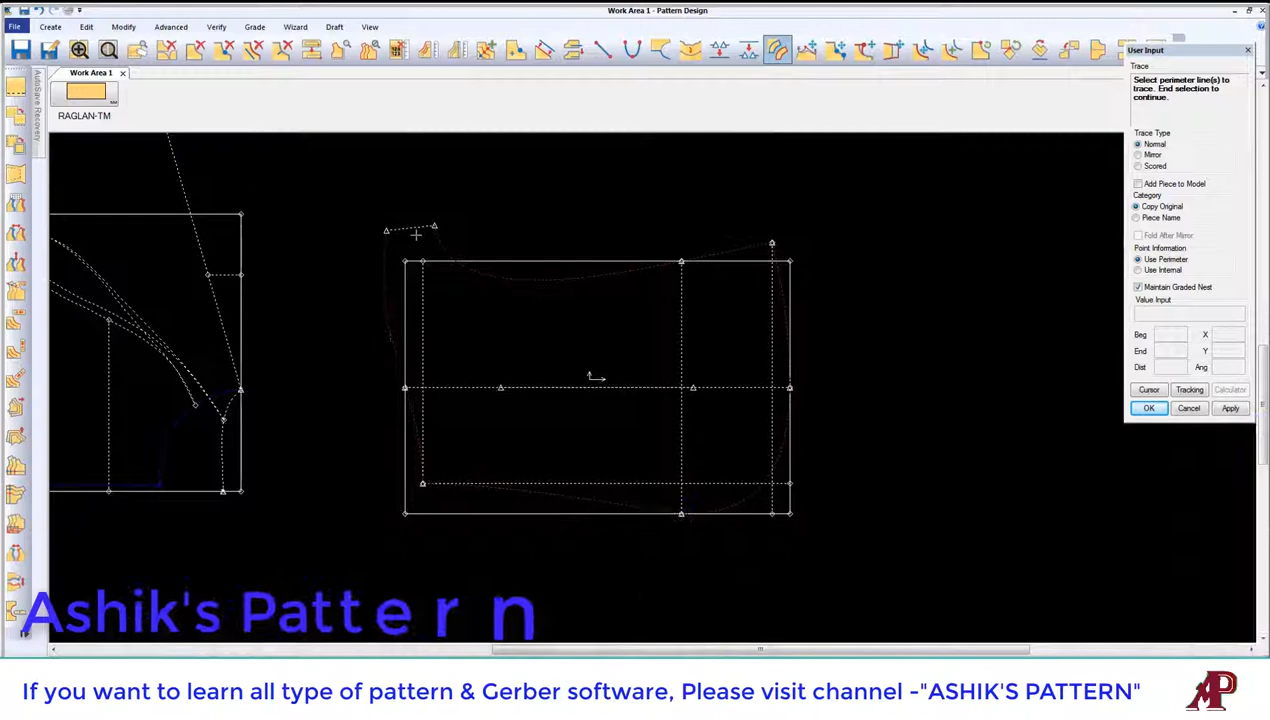 Work Area 1 - Pattern Design
File Create Edit Modify Advanced Verify Grade Wizard Draft View
User Input
Work Area 1
Trace
AutoSave Recovery
Select perimeter line(s) to
trace. End selection to
continue.
RAGLAN-TM
Trace Type
Normal
Mirror
Scored
Add Piece to Model
Category
Copy Original
Piece Name
Fold After Mirror
Point Information
Use Perimeter
Use Internal
Maintain Graded Nest
Value Input
Beg X
End Y
Dist Ang
Cursor Tracking Calculator
OK Cancel Apply
Ashik's Pattern
If you want to learn all type of pattern & Gerber software, Please visit channel -"ASHIK'S PATTERN"
AP